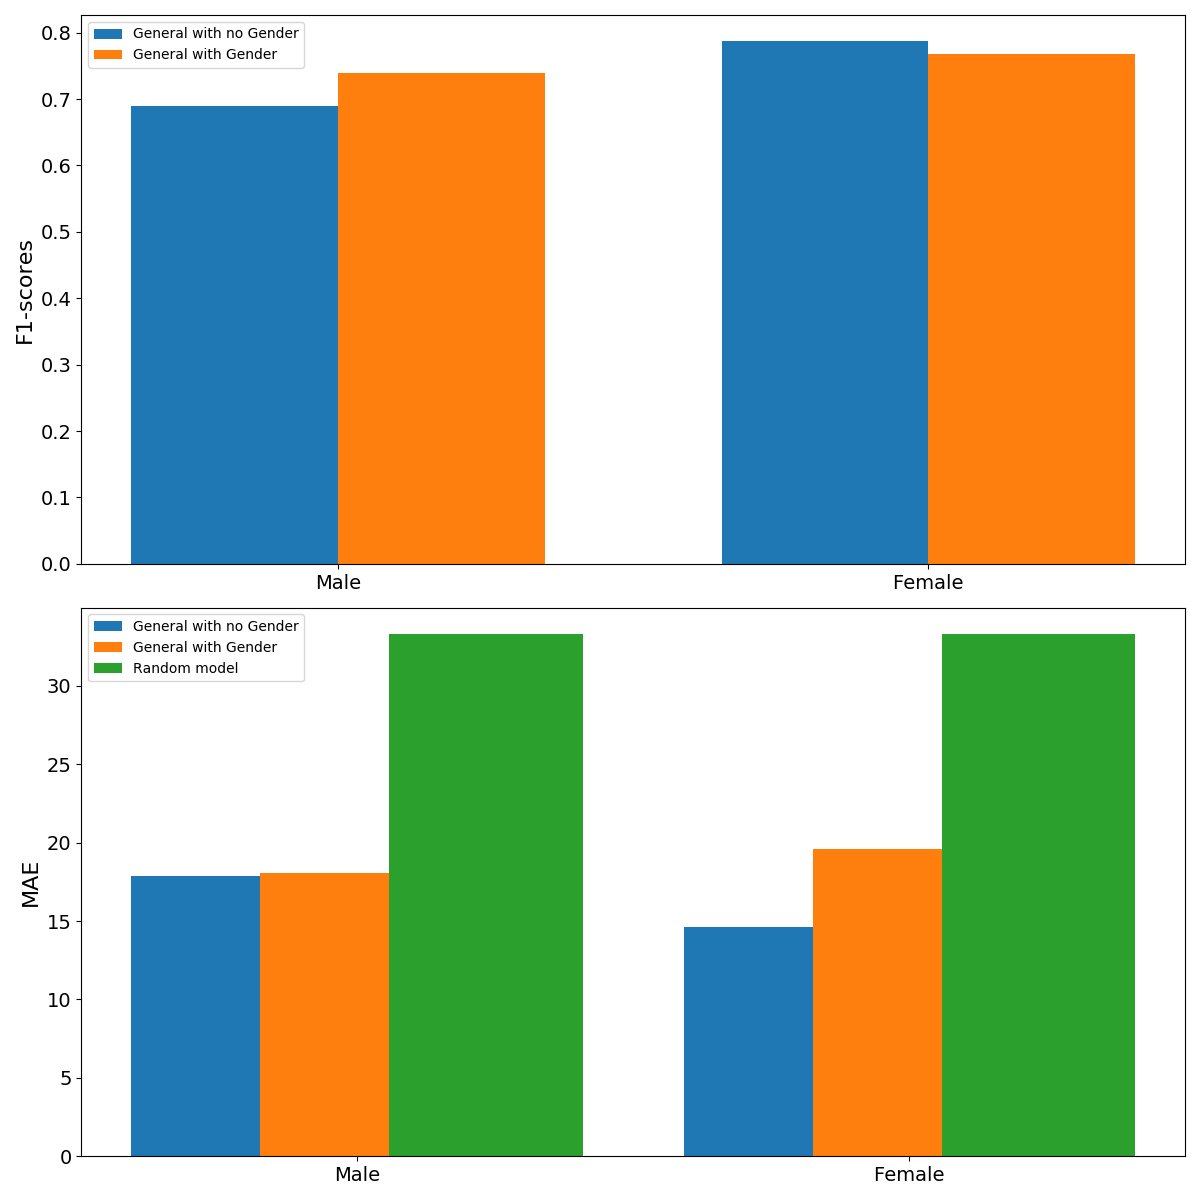 General with no Gender
General with Gender
0.8
0.7
0.6
0.5
0.4
0.3
0.2
0.1
0.0
F1-scores
Male
Female
General with no Gender
General with Gender
Random model
30
25
20
15
10
5
0
MAE
Male
Female